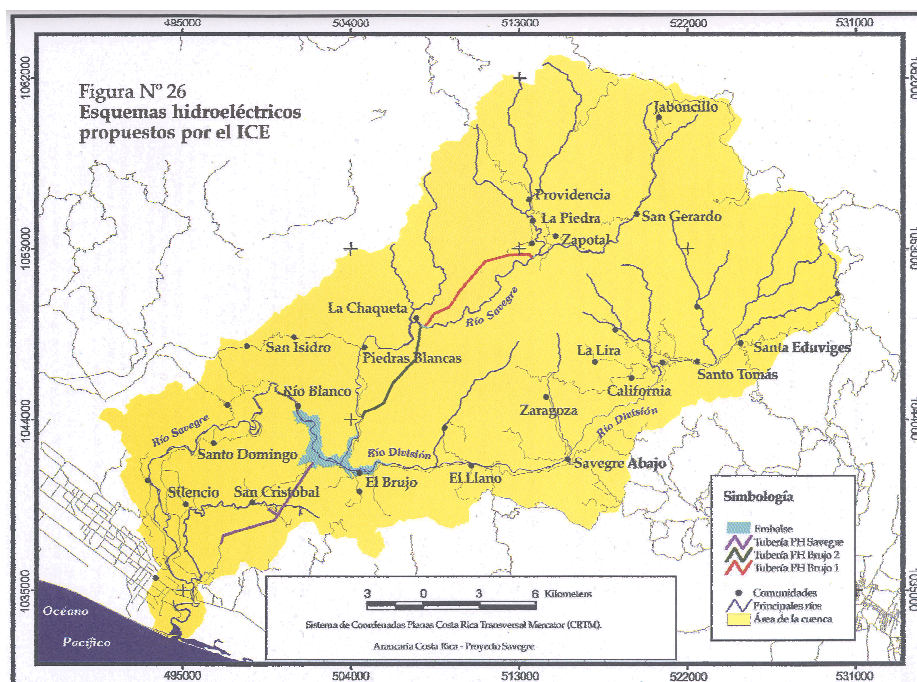 485000 504000 513000 522000 531000
Figura Nº 26
Esquemas hidroeléctricos
propuestos por el ICE
1062000
1062000
Jaboncillo
Providencia
La Piedra
San Gerardo
Zapotal
1053000
1053000
La Chaqueta
Río Savegre
San Isidro
Piedras Blancas
La Lira
Santa Eduviges
Santo Tomás
California
Río Blanco
Zaragoza
1044000
Río Savegre
Río División
Santo Domingo
Río División
Savegre Abajo
El Brujo
El Llano
Silencio
San Cristóbal
Simbología
Embalse
Tubería PH Savegre
Tubería PH Brujo 2
Tubería PH Brujo 1
Comunidades
Principales ríos
Área de la cuenca
1035000
3 0 3 6 Kilometers
Océano
Pacífico
Sistema de Coordenadas Planas Costa Rica Transversal Mercator (CRTM).
Araucaria Costa Rica - Proyecto Savegre
495000 504000 513000 522000 531000